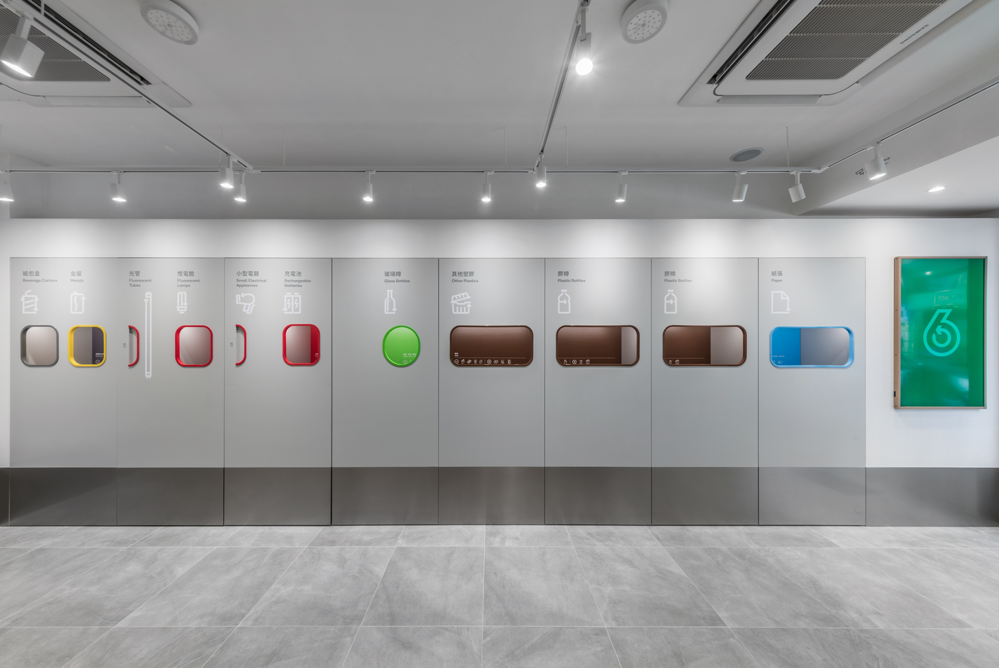 紙包盒
Beverage Cartons
金屬
Metals
光管
Fluorescent
Tubes
慳電膽
Fluorescent
Lamps
小型電器
Small Electrical
Appliances
充電池
Rechargeable
Batteries
玻璃樽
Glass Bottles
其他塑膠
Other Plastics
膠樽
Plastic Bottles
膠樽
Plastic Bottles
紙張
Paper
SAMSUNG
6